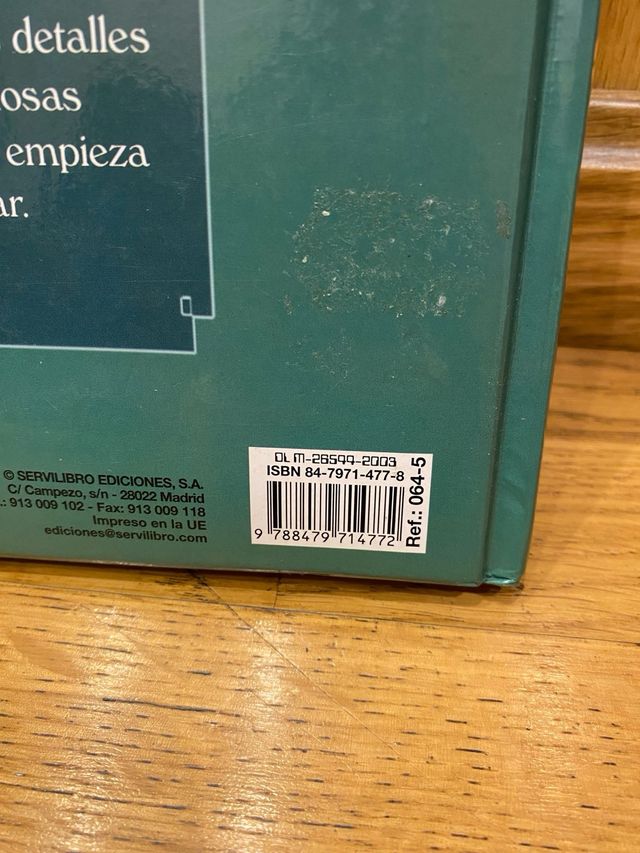 detalles
osas
empieza
ar.
© SERVILIBRO EDICIONES, S.A.
C/ Campezo, s/n - 28022 Madrid
.: 913 009 102 - Fax: 913 009 118
Impreso en la UE
ediciones@servilibro.com
DL M-26599-2003
ISBN 84-7971-477-8
9 788479 714772
Ref.: 064-5